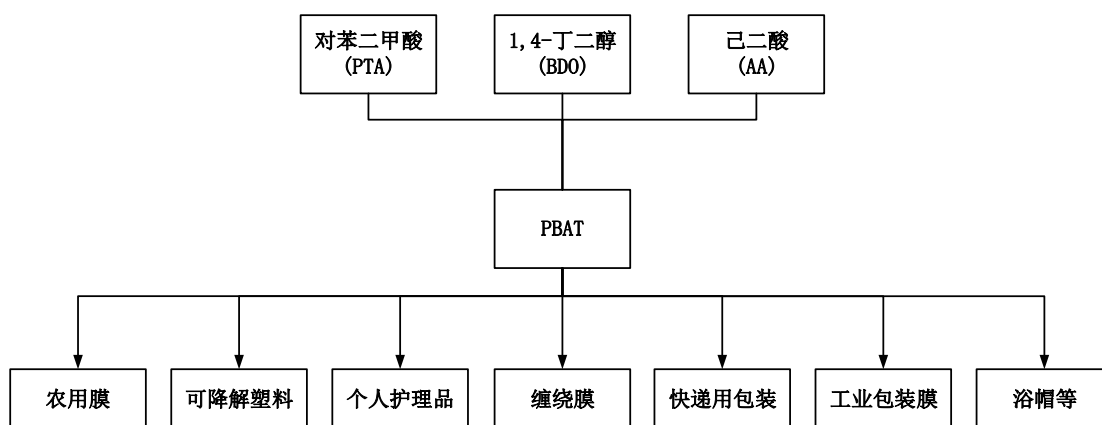 对苯二甲酸
(PTA)
1,4-丁二醇
(BDO)
己二酸
(AA)
PBAT
农用膜
可降解塑料
个人护理品
缠绕膜
快递用包装
工业包装膜
浴帽等